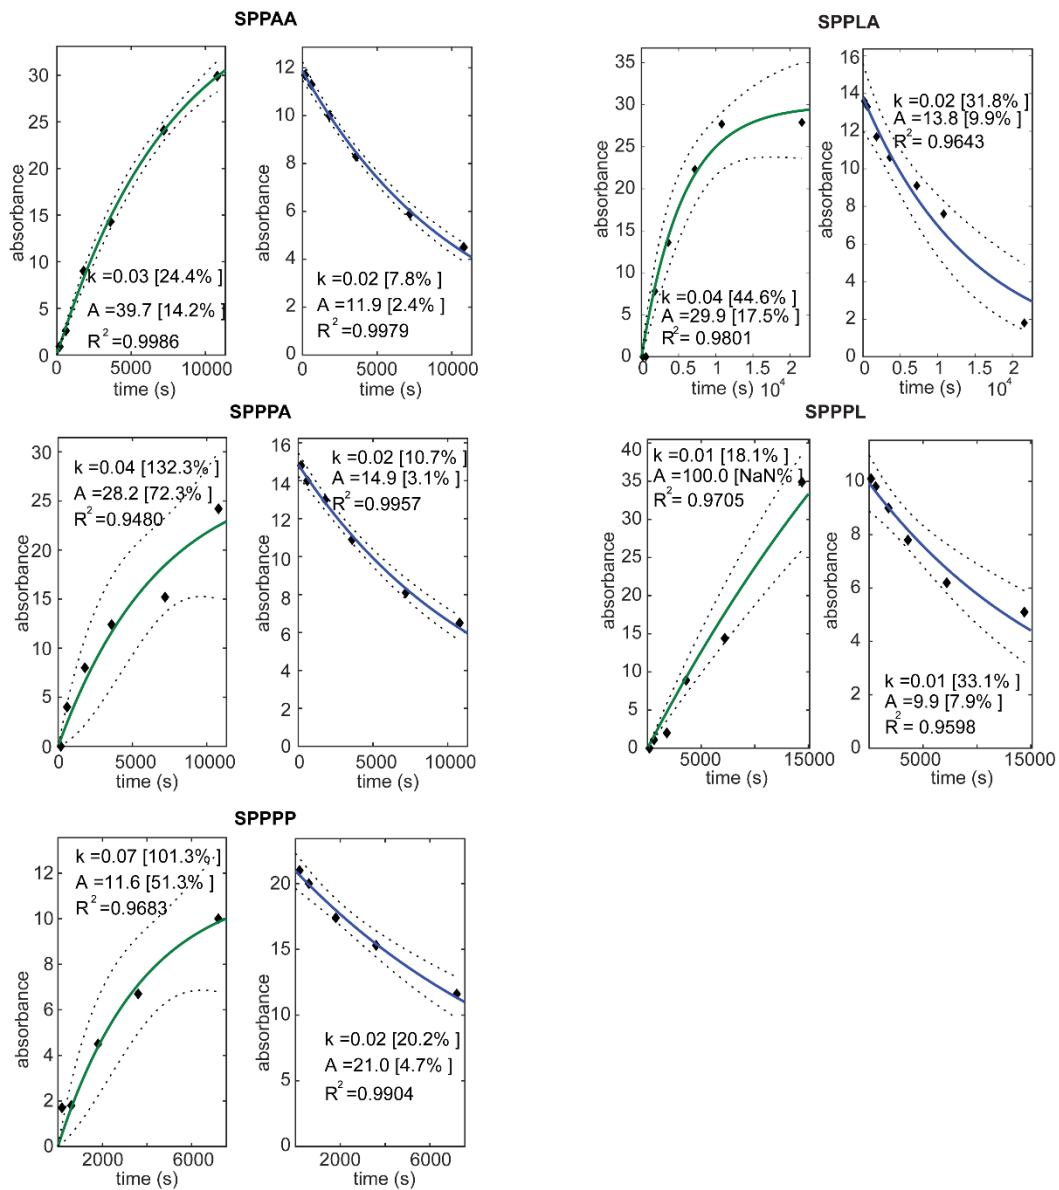 SPPAA
absorbance
30
25
20
15
10
5
0
k =0.03 [24.4% ]
A =39.7 [14.2% ]
R2 =0.9986
0 5000 10000
time (s)
absorbance
12
10
8
6
4
2
0
k =0.02 [7.8% ]
A =11.9 [2.4% ]
R2 =0.9979
0 5000 10000
time (s)
SPPLA
absorbance
35
30
25
20
15
10
5
0
k =0.04 [44.6% ]
A =29.9 [17.5% ]
R2 =0.9801
0 0.5 1 1.5 2
time (s) 10^4
absorbance
16
14
12
10
8
6
4
2
0
k =0.02 [31.8% ]
A =13.8 [9.9% ]
R2 = 0.9643
0 0.5 1 1.5 2
time (s) 10^4
SPPPA
absorbance
30
25
20
15
10
5
0
k =0.04 [132.3% ]
A =28.2 [72.3% ]
R2 =0.9480
0 5000 10000
time (s)
absorbance
16
14
12
10
8
6
4
2
0
k =0.02 [10.7% ]
A =14.9 [3.1% ]
R2 =0.9957
0 5000 10000
time (s)
SPPPL
absorbance
40
35
30
25
20
15
10
5
0
k =0.01 [18.1% ]
A =100.0 [NaN% ]
R2 =0.9705
5000 15000
time (s)
absorbance
10
8
6
4
2
0
k =0.01 [33.1% ]
A =9.9 [7.9% ]
R2 = 0.9598
5000 15000
time (s)
SPPPP
absorbance
12
10
8
6
4
2
0
k =0.07 [101.3% ]
A =11.6 [51.3% ]
R2 =0.9683
2000 6000
time (s)
absorbance
20
15
10
5
0
k =0.02 [20.2% ]
A =21.0 [4.7% ]
R2 =0.9904
2000 6000
time (s)